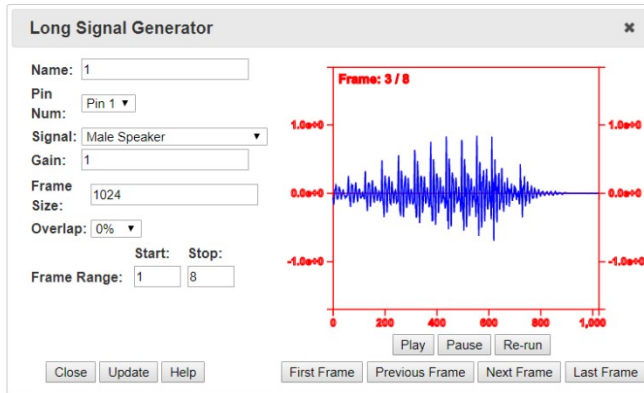 Long Signal Generator ×
Name: 1
Pin
Num: Pin 1 ▼
Signal: Male Speaker ▼
Gain: 1
Frame
Size: 1024
Overlap: 0% ▼
Start: Stop:
Frame Range: 1 8
Close Update Help
Frame: 3 / 8
1.0e+0 1.0e+0
0.0e+0 0.0e+0
-1.0e+0 -1.0e+0
0 200 400 600 800 1,000
Play Pause Re-run
First Frame Previous Frame Next Frame Last Frame